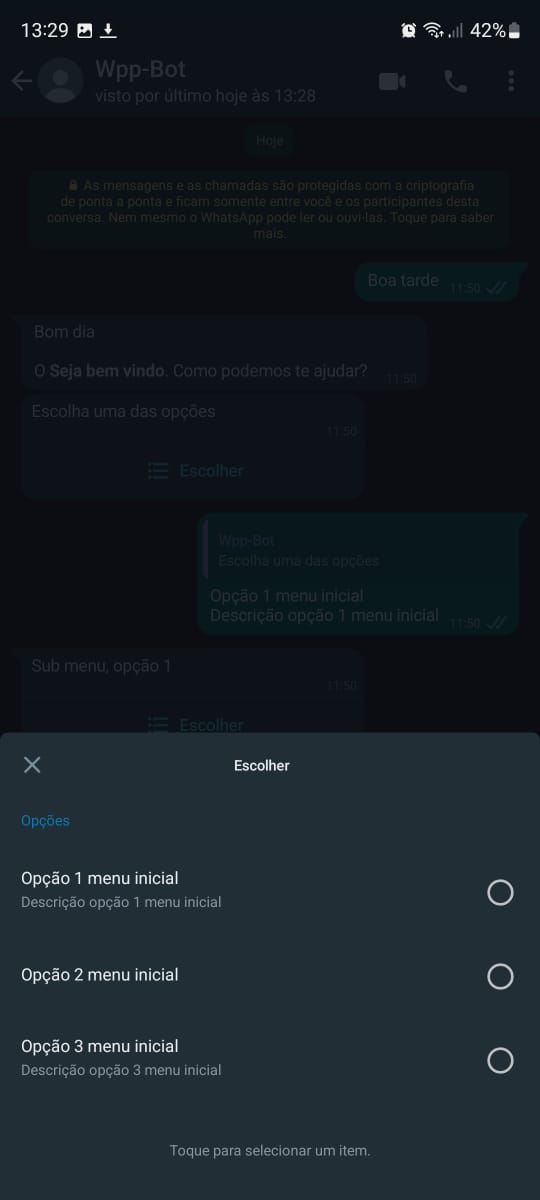 13:29 42%
Wpp-Bot
visto por último hoje às 13:28
Hoje
As mensagens e as chamadas são protegidas com a criptografia
de ponta a ponta e ficam somente entre você e os participantes desta
conversa. Nem mesmo o WhatsApp pode ler ou ouvi-las. Toque para saber
mais.
Boa tarde 11:50
Bom dia
O Seja bem vindo. Como podemos te ajudar? 11:50
Escolha uma das opções
11:50
Escolher
Wpp-Bot
Escolha uma das opções
Opção 1 menu inicial
Descrição opção 1 menu inicial 11:50
Sub menu, opção 1
11:50
Escolher
Escolher
Opções
Opção 1 menu inicial
Descrição opção 1 menu inicial
Opção 2 menu inicial
Opção 3 menu inicial
Descrição opção 3 menu inicial
Toque para selecionar um item.